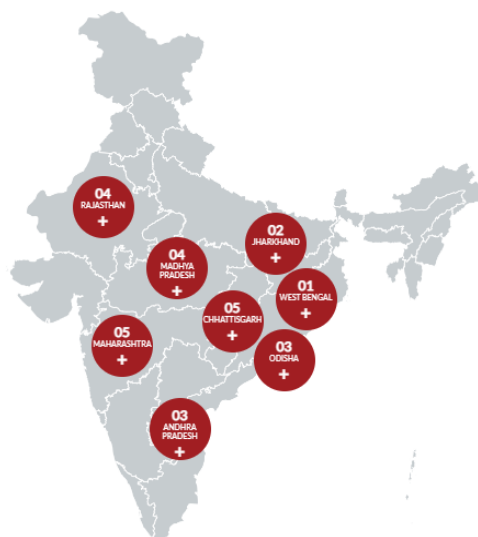 04
RAJASTHAN
+
02
JHARKHAND
+
04
MADHYA
PRADESH
+
01
WEST BENGAL
+
05
CHHATTISGARH
+
05
MAHARASHTRA
+
03
ODISHA
+
03
ANDHRA
PRADESH
+